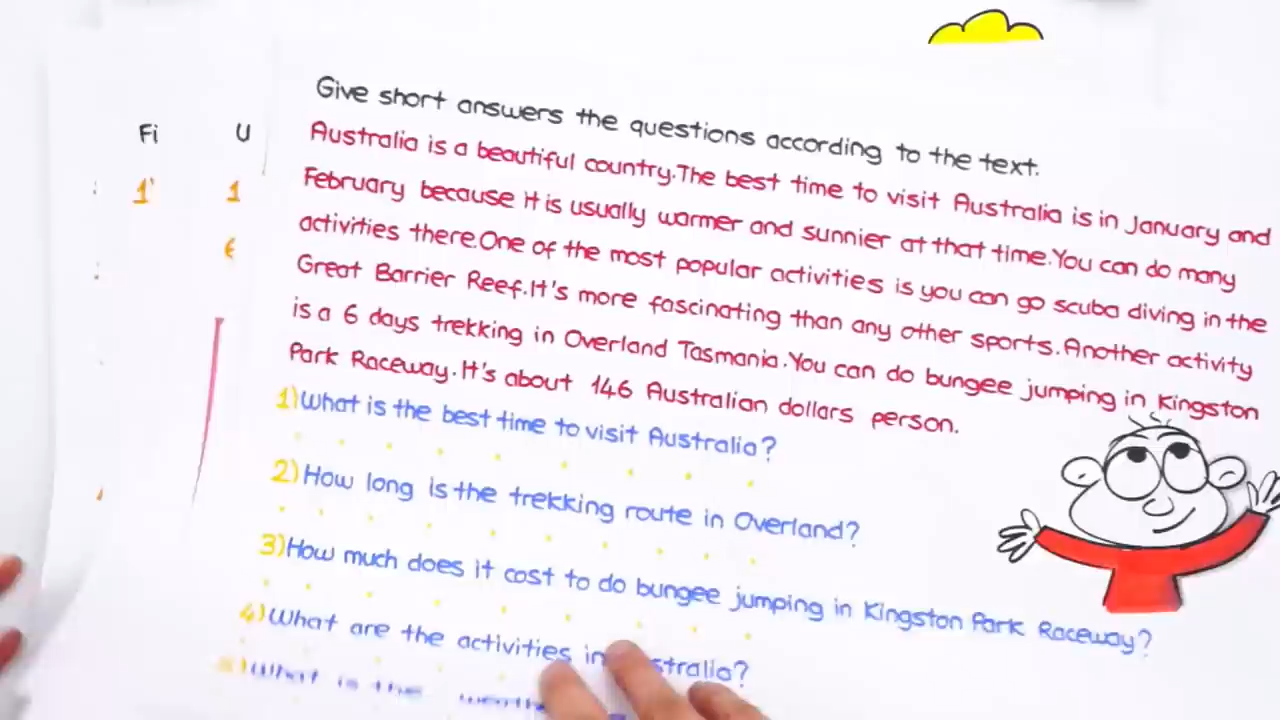 Fi
U
1
1
Give short answers the questions according to the text.
Australia is a beautiful country.The best time to visit Australia is in January and
February because it is usually warmer and sunnier at that time.You can do many
activities there.One of the most popular activities is you can go scuba diving in the
Great Barrier Reef.It's more fascinating than any other sports.Another activity
is a 6 days trekking in Overland Tasmania.You can do bungee jumping in Kingston
Park Raceway.It's about 146 Australian dollars person.
1)What is the best time to visit Australia?
2)How long is the trekking route in Overland?
3)How much does it cost to do bungee jumping in Kingston Park Raceway?
4)What are the activities in stralia?
What is the